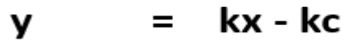 y = kx - kc